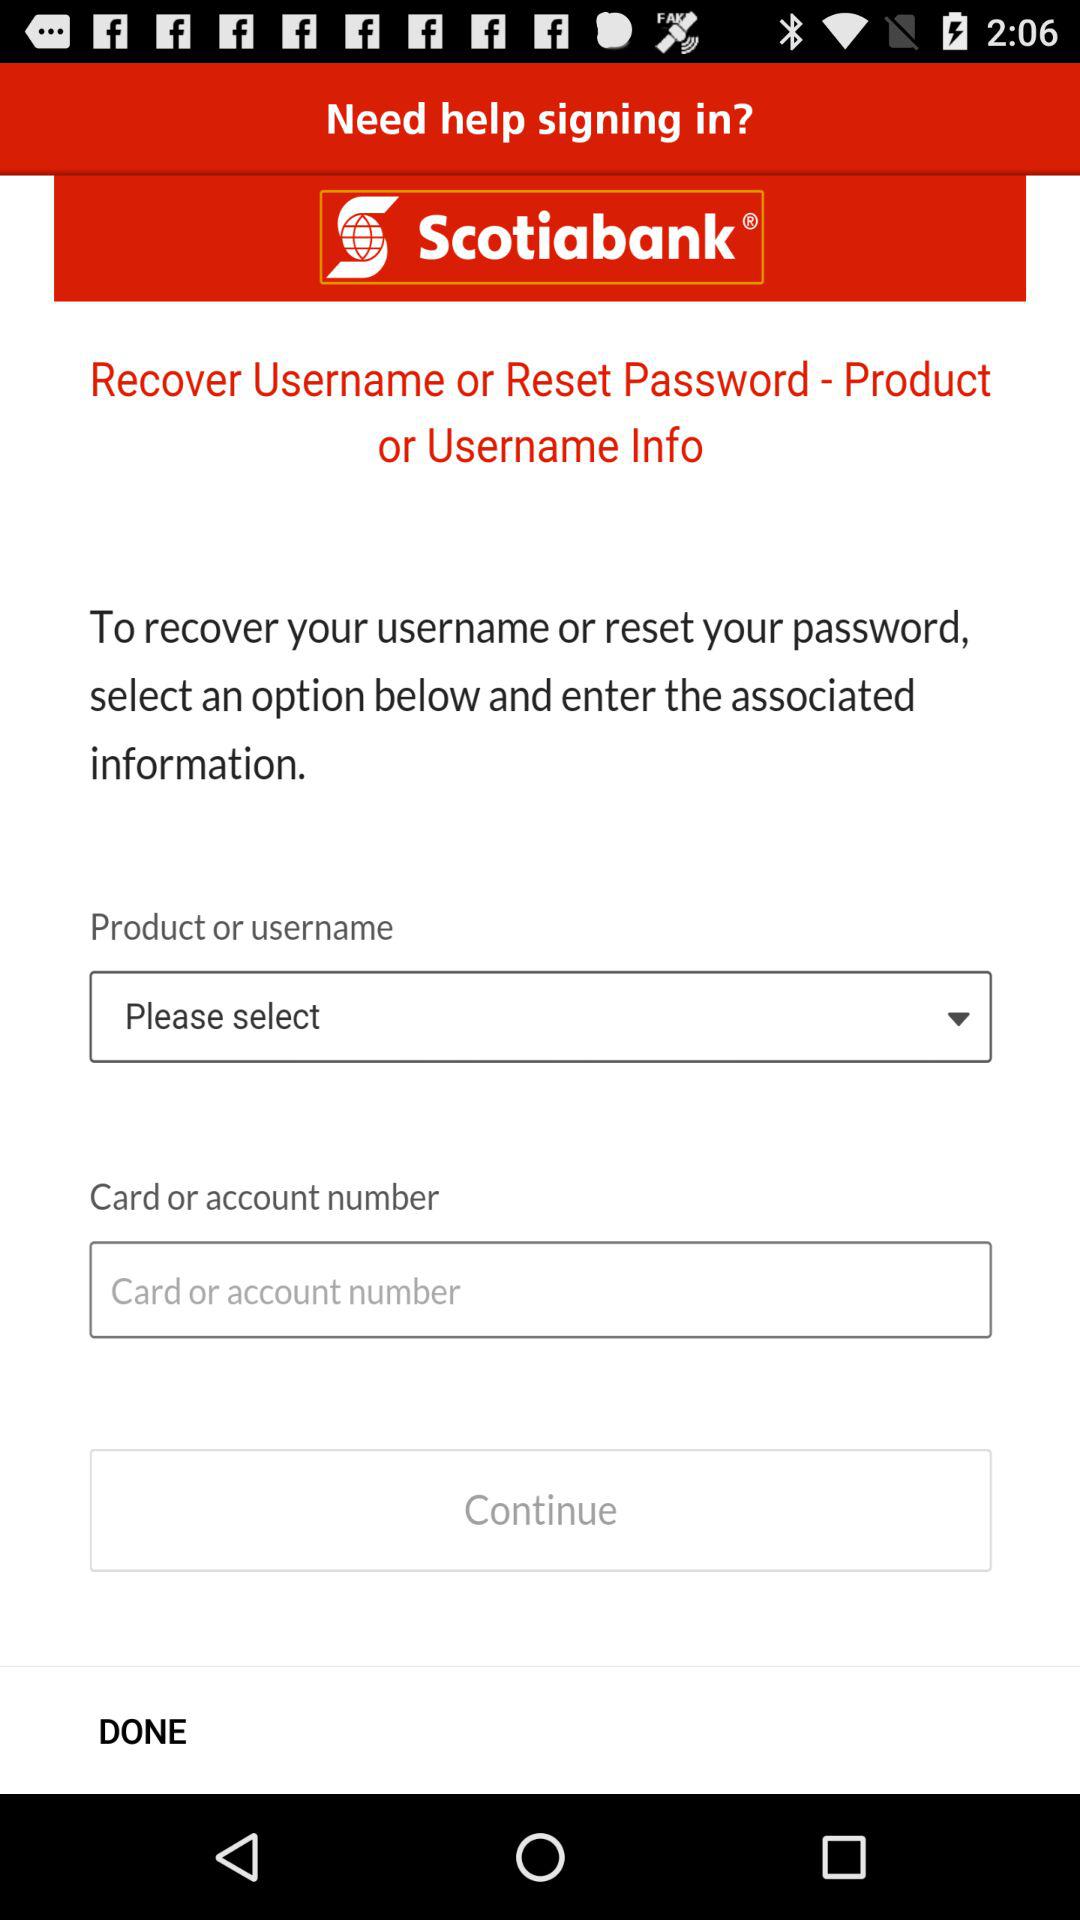 FAKE 2:06
Need help signing in?
Scotiabank®
Recover Username or Reset Password - Product
or Username Info
To recover your username or reset your password,
select an option below and enter the associated
information.
Product or username
Please select
Card or account number
Card or account number
Continue
DONE